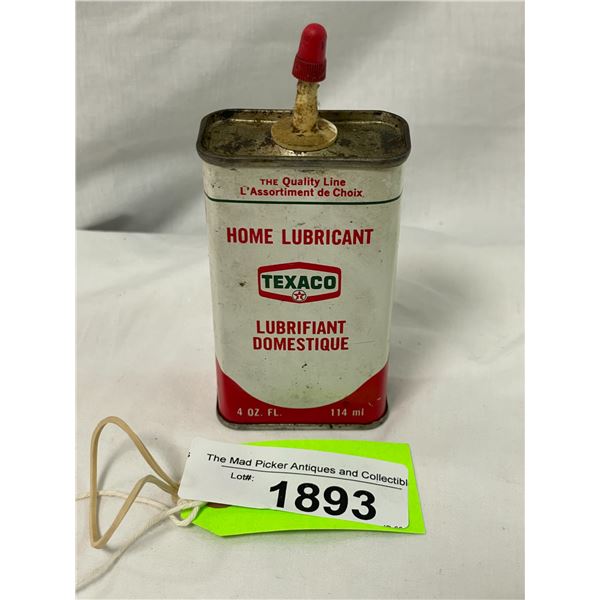 THE Quality Line
L'Assortiment de Choix
HOME LUBRICANT
TEXACO
LUBRIFIANT
DOMESTIQUE
4 OZ. FL. 114 ml
The Mad Picker Antiques and Collectibl
Lot#:
1893